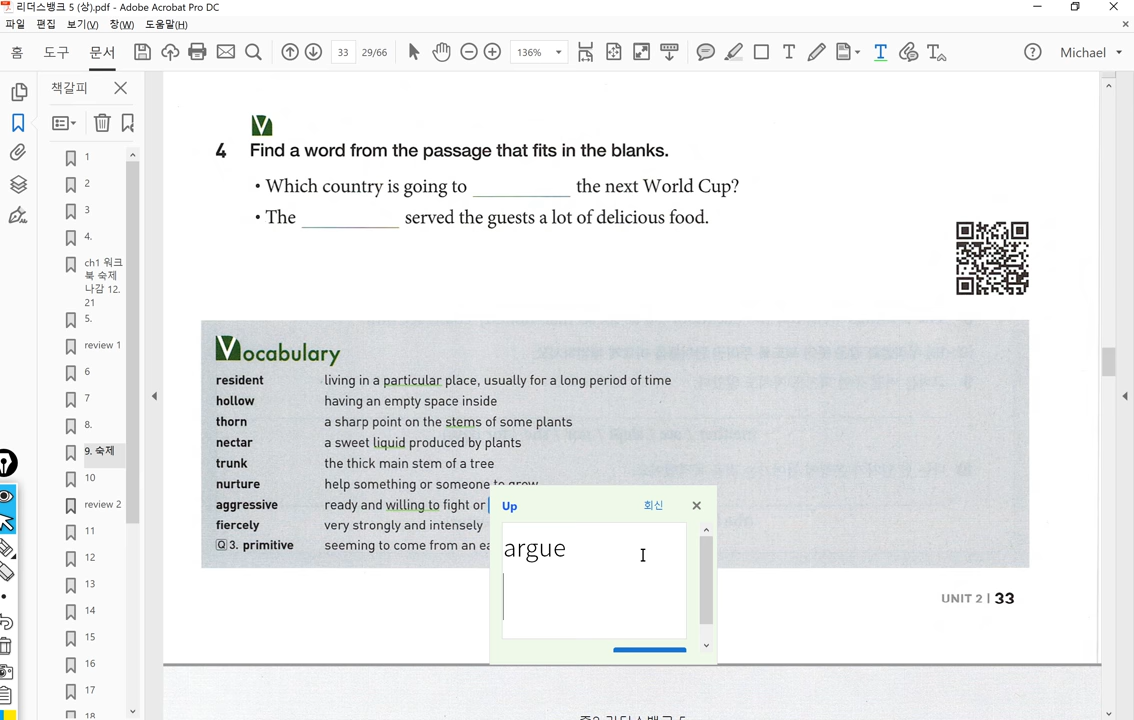 리더스뱅크 5 (상).pdf - Adobe Acrobat Pro DC
파일 편집 보기(V) 창(W) 도움말(H)
홈 도구 문서 33 29/66 136% Michael
책갈피
1
2
3
4.
ch1 워크
북 숙제
나감 12.
21
5.
review 1
6
7
8.
9. 숙제
10
review 2
11
12
13
14
15
16
17
18
4 Find a word from the passage that fits in the blanks.
• Which country is going to __________ the next World Cup?
• The __________ served the guests a lot of delicious food.
Vocabulary
resident living in a particular place, usually for a long period of time
hollow having an empty space inside
thorn a sharp point on the stems of some plants
nectar a sweet liquid produced by plants
trunk the thick main stem of a tree
nurture help something or someone to grow
aggressive ready and willing to fight or
fiercely very strongly and intensely
Q3. primitive seeming to come from an ea
Up 회신
argue
UNIT 2 | 33